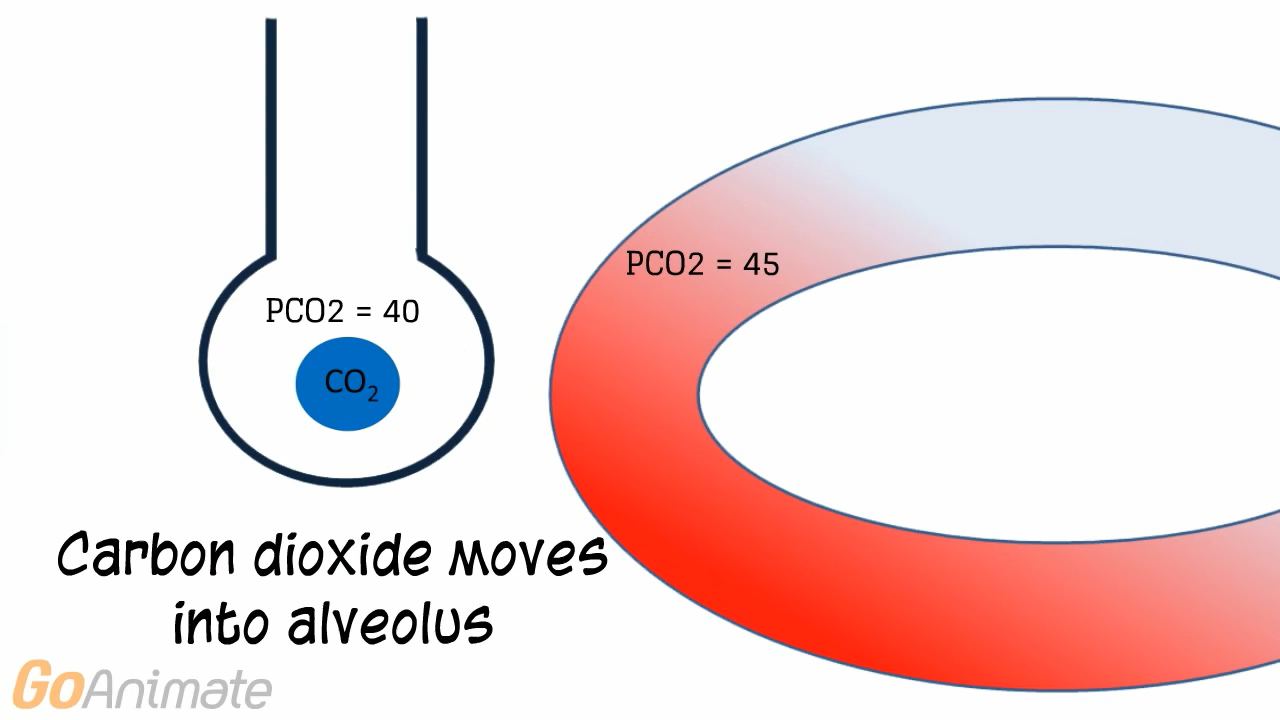 PCO2 = 45
PCO2 = 40
CO₂
Carbon dioxide moves
into alveolus
GoAnimate